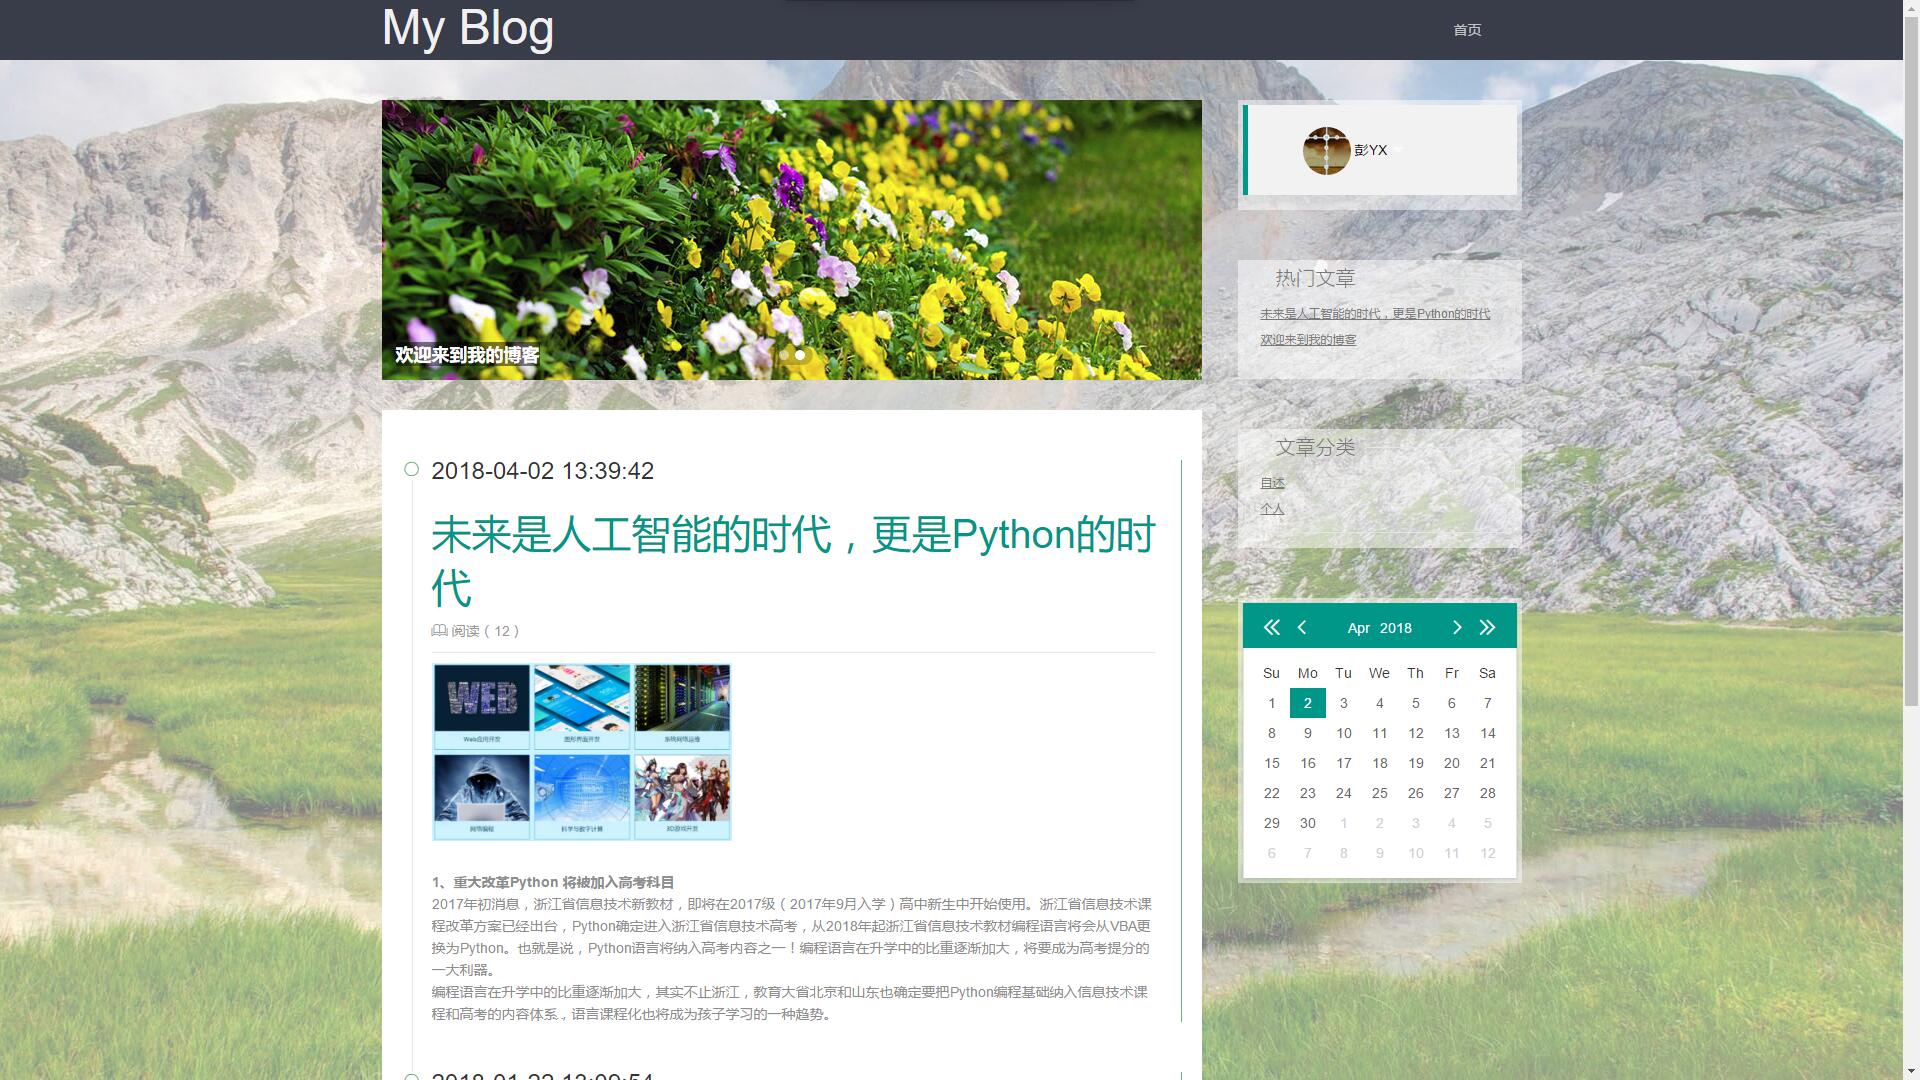 My Blog
首页
欢迎来到我的博客
彭YX
热门文章
未来是人工智能的时代，更是Python的时代
欢迎来到我的博客
文章分类
自述
个人
Apr 2018
Su Mo Tu We Th Fr Sa
1 2 3 4 5 6 7
8 9 10 11 12 13 14
15 16 17 18 19 20 21
22 23 24 25 26 27 28
29 30 1 2 3 4 5
6 7 8 9 10 11 12
2018-04-02 13:39:42
未来是人工智能的时代，更是Python的时
代
阅读（12）
WEB
Web应用开发 图形界面开发 系统网络运维
网络编程 科学与数字计算 3D游戏开发
1、重大改革Python 将被加入高考科目
2017年初消息，浙江省信息技术新教材，即将在2017级（2017年9月入学）高中新生中开始使用。浙江省信息技术课
程改革方案已经出台，Python确定进入浙江省信息技术高考，从2018年起浙江省信息技术教材编程语言将会从VBA更
换为Python。也就是说，Python语言将纳入高考内容之一！编程语言在升学中的比重逐渐加大，将要成为高考提分的
一大利器。
编程语言在升学中的比重逐渐加大，其实不止浙江，教育大省北京和山东也确定要把Python编程基础纳入信息技术课
程和高考的内容体系，语言课程化也将成为孩子学习的一种趋势。
2018-01-22 13:09:54